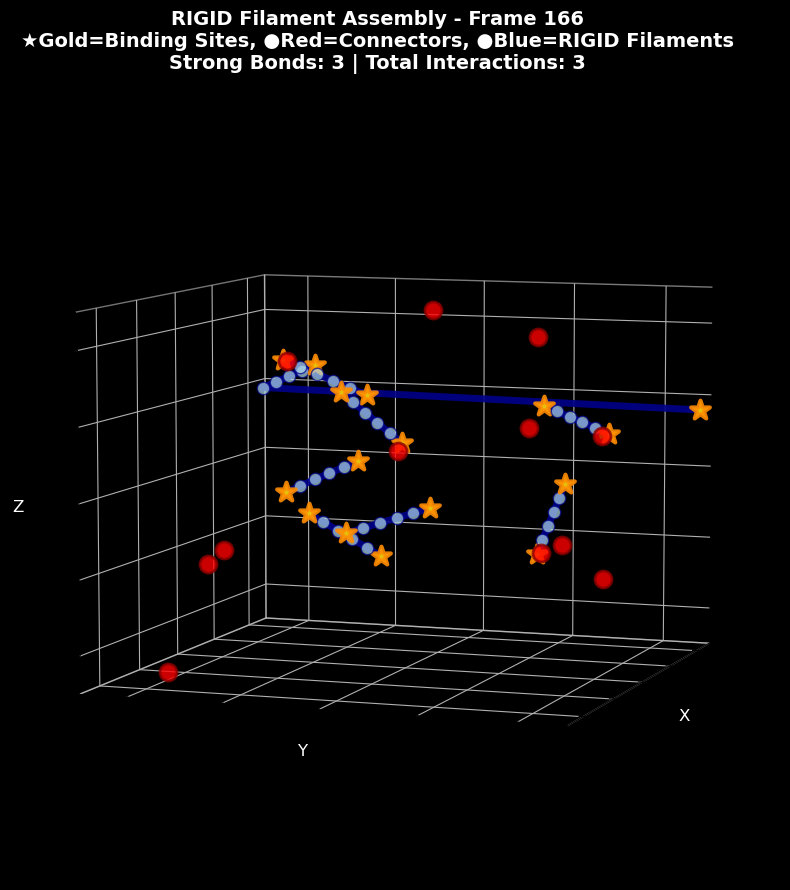 RIGID Filament Assembly - Frame 166
★Gold=Binding Sites, ●Red=Connectors, ●Blue=RIGID Filaments
Strong Bonds: 3 | Total Interactions: 3
Z
X
Y